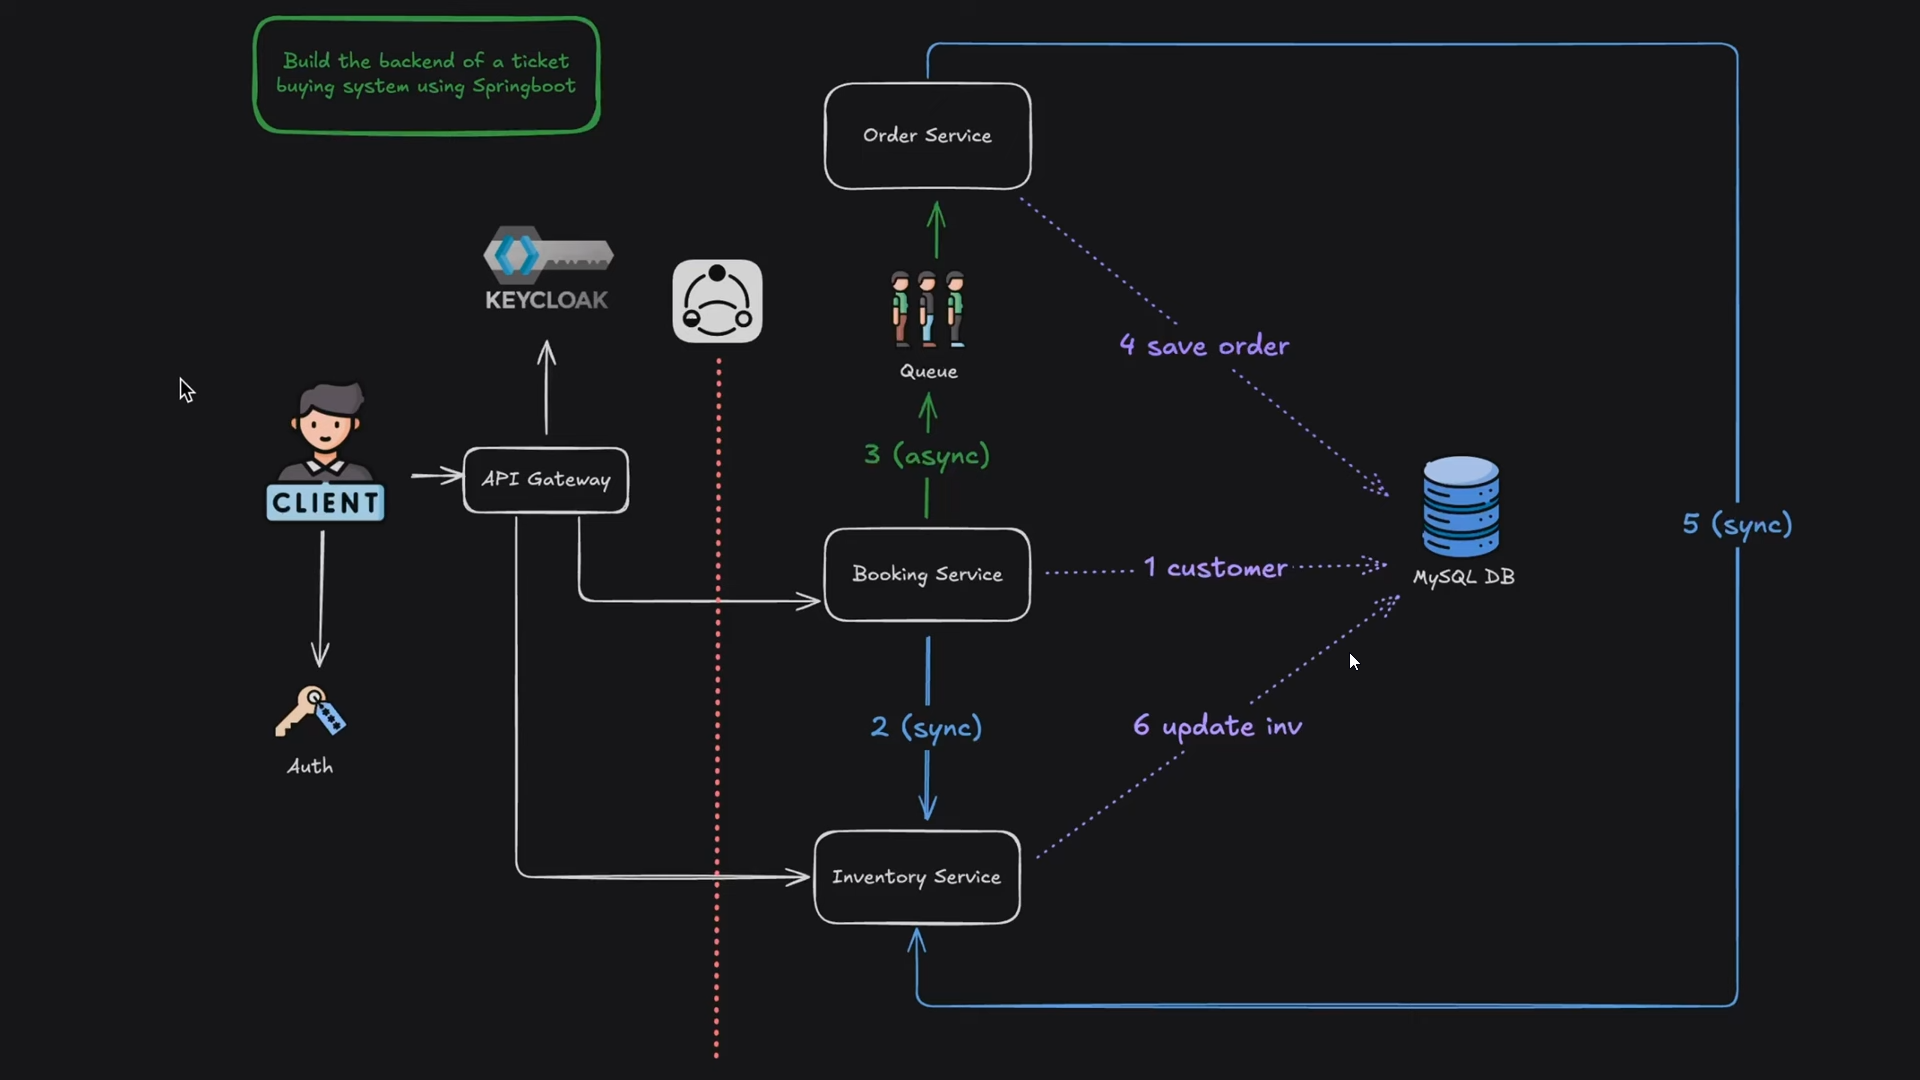 Build the backend of a ticket
buying system using Springboot
Order Service
KEYCLOAK
Queue
4 save order
3 (async)
CLIENT
API Gateway
5 (sync)
Booking Service
1 customer
MySQL DB
2 (sync)
6 update inv
Auth
Inventory Service